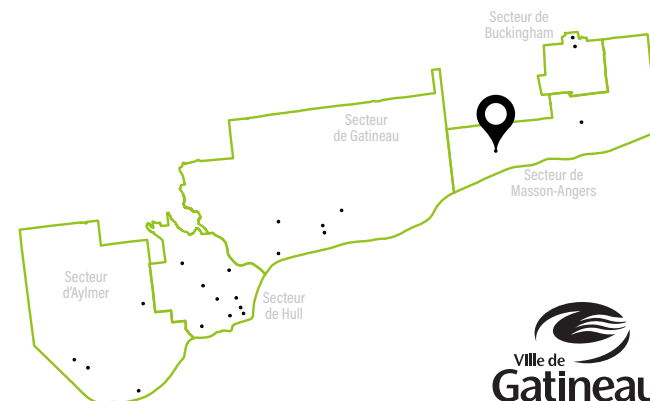 Secteur de
Buckingham
Secteur
de Gatineau
Secteur de
Masson-Angers
Secteur
d'Aylmer
Secteur
de Hull
Ville de
Gatineau